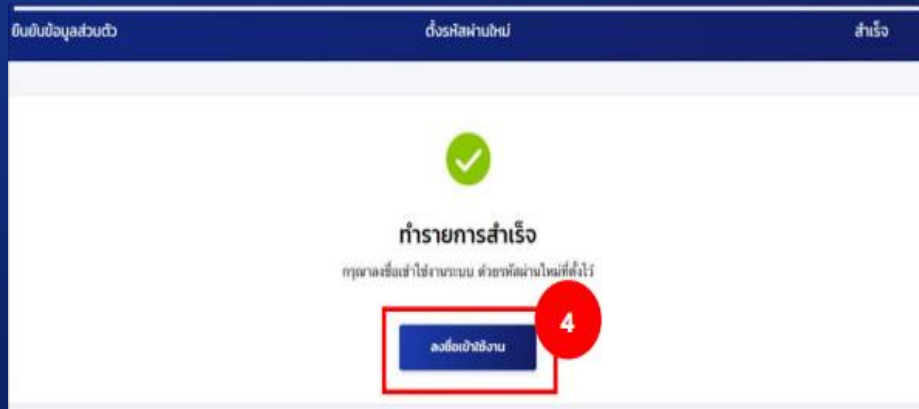 ยืนยันข้อมูลส่วนตัว ตั้งรหัสผ่านใหม่ สำเร็จ
ทำรายการสำเร็จ
กรุณาลงชื่อเข้าใช้งานระบบ ด้วยรหัสผ่านใหม่ที่ตั้งไว้
4
ลงชื่อเข้าใช้งาน